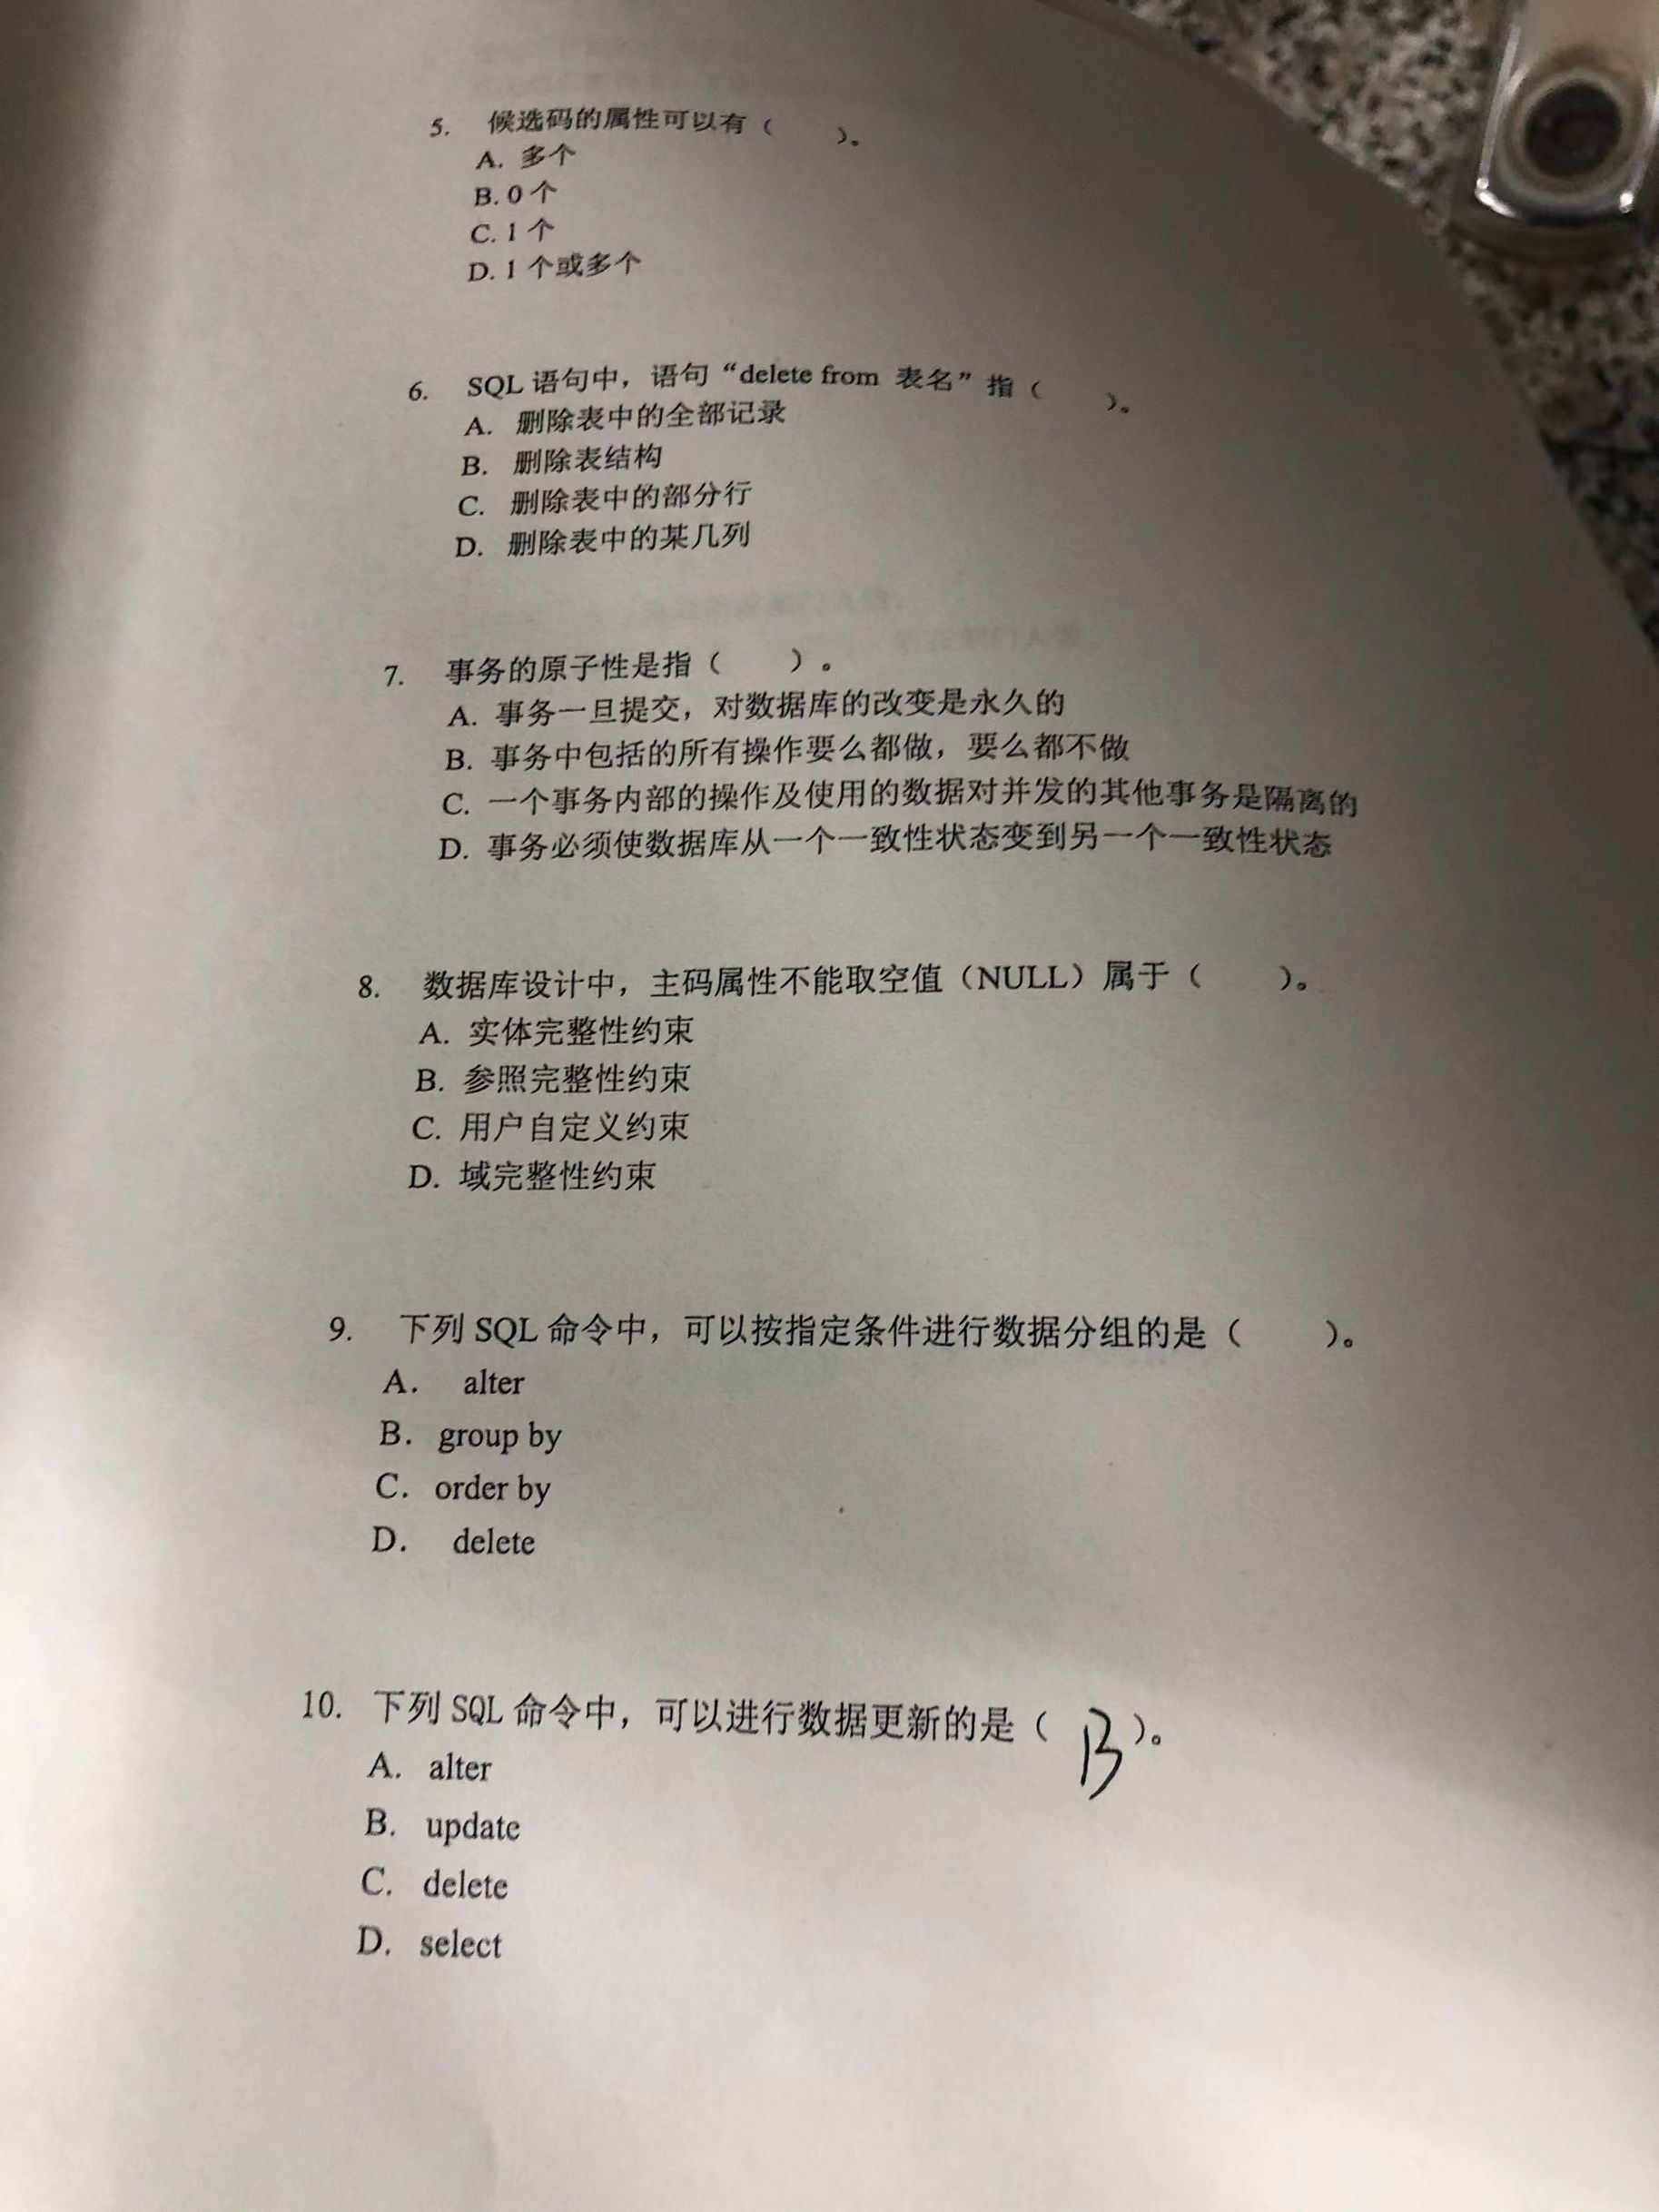 5. 候选码的属性可以有（ ）。
A. 多个
B. 0 个
C. 1 个
D. 1 个或多个
6. SQL 语句中，语句“delete from 表名”指（ ）。
A. 删除表中的全部记录
B. 删除表结构
C. 删除表中的部分行
D. 删除表中的某几列
7. 事务的原子性是指（ ）。
A. 事务一旦提交，对数据库的改变是永久的
B. 事务中包括的所有操作要么都做，要么都不做
C. 一个事务内部的操作及使用的数据对并发的其他事务是隔离的
D. 事务必须使数据库从一个一致性状态变到另一个一致性状态
8. 数据库设计中，主码属性不能取空值（NULL）属于（ ）。
A. 实体完整性约束
B. 参照完整性约束
C. 用户自定义约束
D. 域完整性约束
9. 下列 SQL 命令中，可以按指定条件进行数据分组的是（ ）。
A. alter
B. group by
C. order by
D. delete
10. 下列 SQL 命令中，可以进行数据更新的是（ B ）。
A. alter
B. update
C. delete
D. select